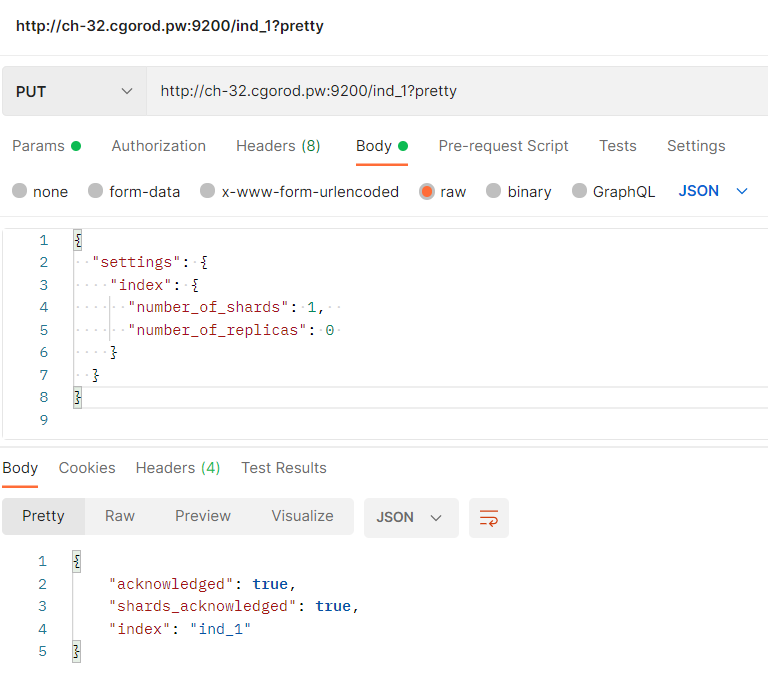 http://ch-32.cgorod.pw:9200/ind_1?pretty
PUT http://ch-32.cgorod.pw:9200/ind_1?pretty
Params Authorization Headers (8) Body Pre-request Script Tests Settings
none form-data x-www-form-urlencoded raw binary GraphQL JSON
1 {
2 "settings": {
3 "index": {
4 "number_of_shards": 1,
5 "number_of_replicas": 0
6 }
7 }
8 }
9
Body Cookies Headers (4) Test Results
Pretty Raw Preview Visualize JSON
1 {
2 "acknowledged": true,
3 "shards_acknowledged": true,
4 "index": "ind_1"
5 }